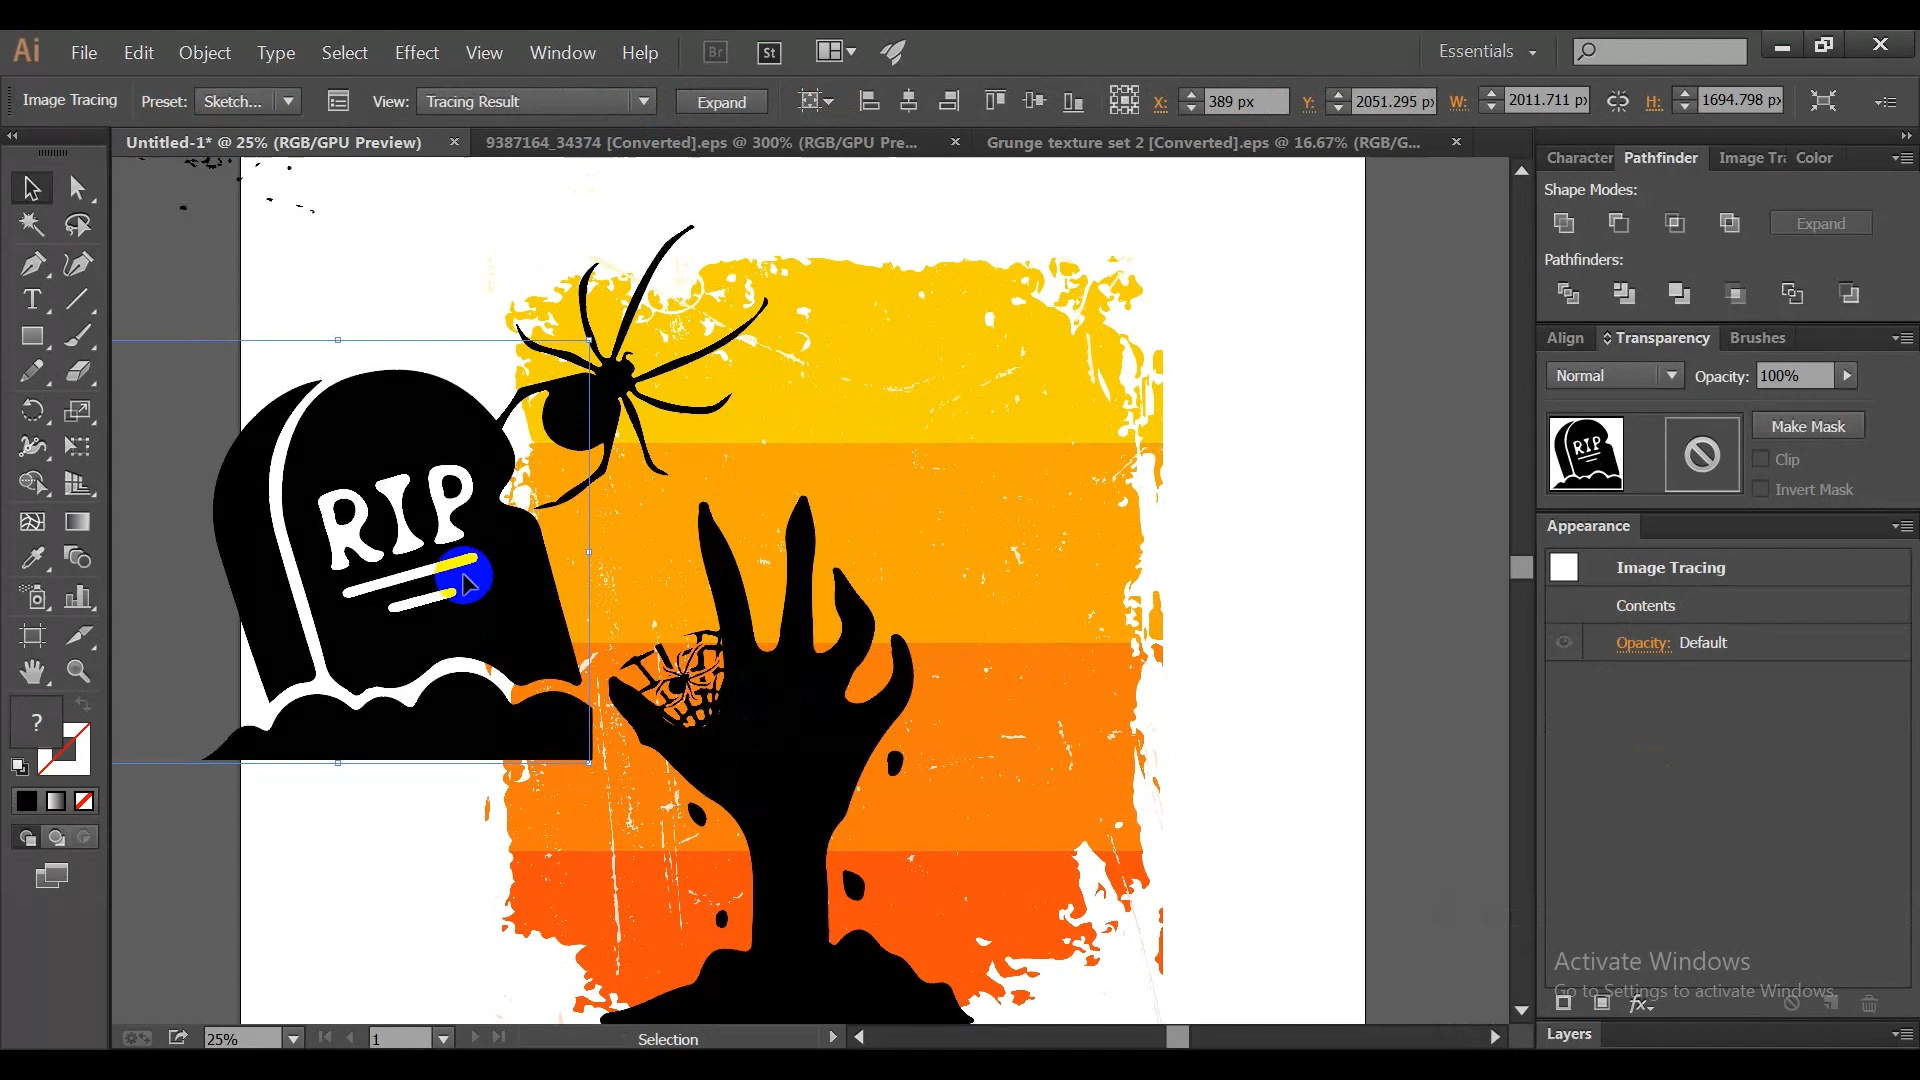 Ai File Edit Object Type Select Effect View Window Help Br St Essentials
Image Tracing Preset: Sketch... View: Tracing Result Expand X: 389 px Y: 2051.295 px W: 2011.711 px H: 1694.798 px
Untitled-1* @ 25% (RGB/GPU Preview) 9387164_34374 [Converted].eps @ 300% (RGB/GPU Pre... Grunge texture set 2 [Converted].eps @ 16.67% (RGB/G...
Character Pathfinder Image Tra Color
Shape Modes:
Expand
Pathfinders:
Align Transparency Brushes
Normal Opacity: 100%
Make Mask
Clip
Invert Mask
RIP
RIP
Appearance
Image Tracing
Contents
Opacity: Default
T
?
Activate Windows
Go to Settings to activate Windows.
fx
25% 1 Selection
Layers